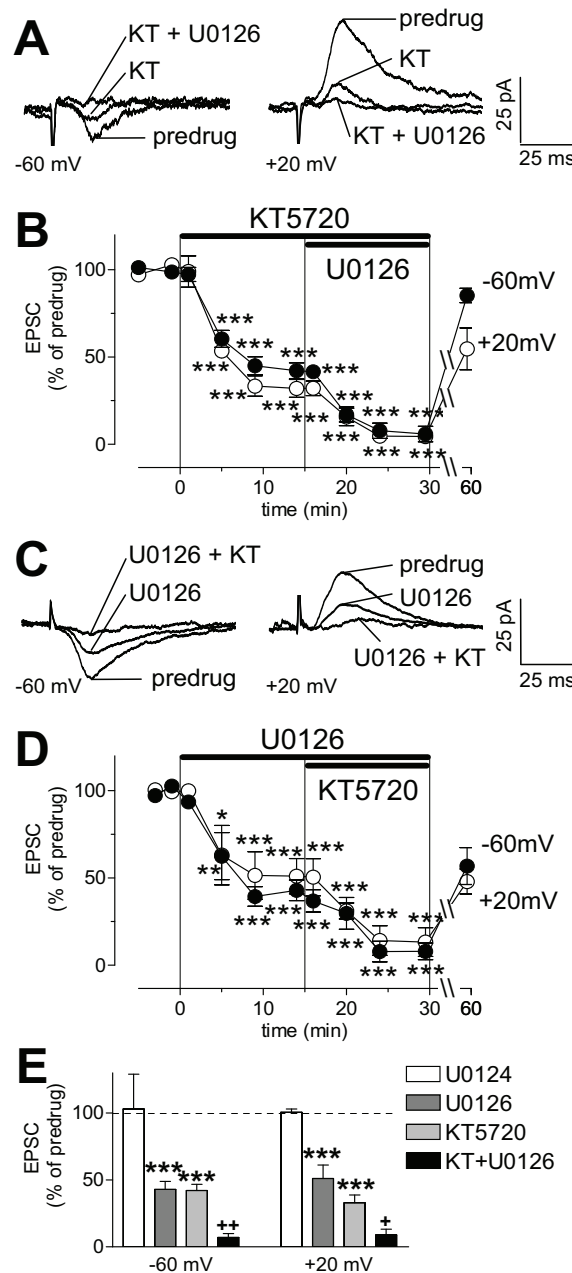 A
KT + U0126
KT
predrug
-60 mV
predrug
KT
KT + U0126
+20 mV
25 pA
25 ms
B
KT5720
U0126
EPSC
(% of predrug)
100
50
0
-60mV
+20mV
*** *** *** *** *** *** ***
*** *** *** *** *** *** ***
0 10 20 30 60
time (min)
C
U0126 + KT
U0126
predrug
-60 mV
predrug
U0126
U0126 + KT
+20 mV
25 pA
25 ms
D
U0126
KT5720
EPSC
(% of predrug)
100
50
0
-60mV
+20mV
* *** *** *** *** *** ***
** *** *** *** *** *** ***
0 10 20 30 60
time (min)
E
U0124
U0126
KT5720
KT+U0126
EPSC
(% of predrug)
100
50
0
*** *** ++
*** *** +
-60 mV +20 mV